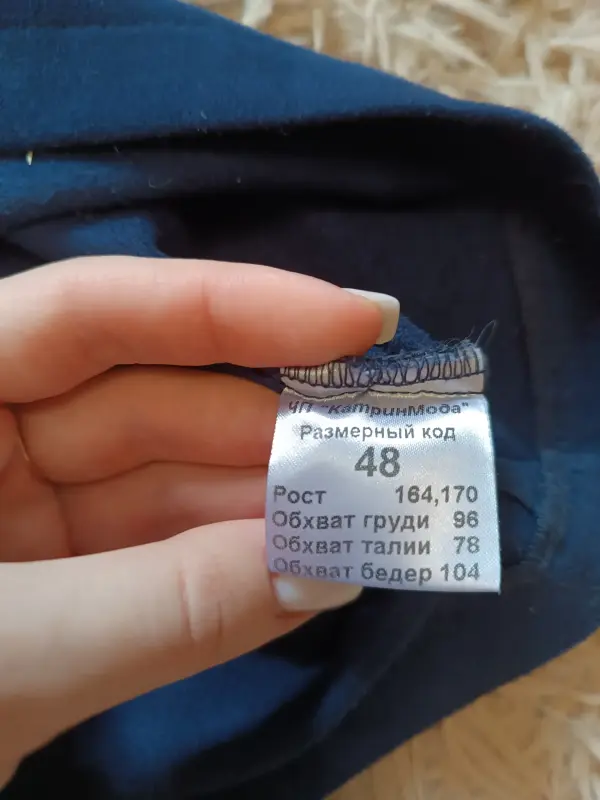 ЧП "КатринМода"
Размерный код
48
Рост 164,170
Обхват груди 96
Обхват талии 78
Обхват бедер 104